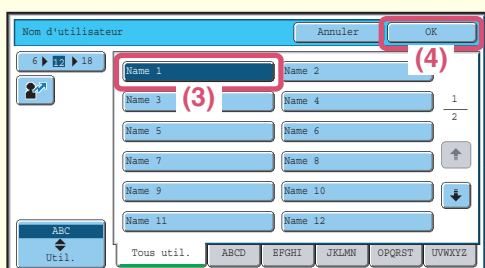 Nom d'utilisateur Annuler OK
(4)
6 12 18
Name 1 Name 2
(3)
Name 3 Name 4
1
2
Name 5 Name 6
Name 7 Name 8
Name 9 Name 10
Name 11 Name 12
ABC
Util.
Tous util. ABCD EFGHI JKLMN OPQRST UVWXYZ